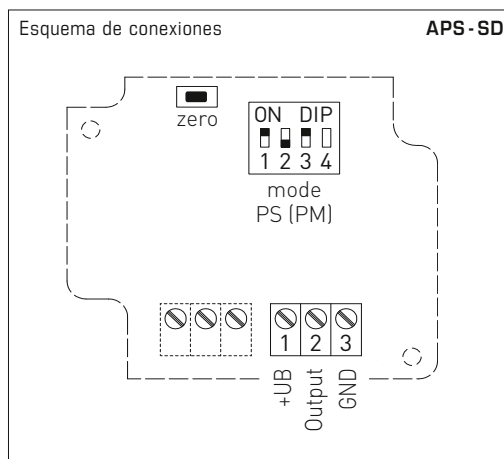 Esquema de conexiones APS-SD
zero
ON DIP
1 2 3 4
mode
PS (PM)
1 2 3
+UB
Output
GND